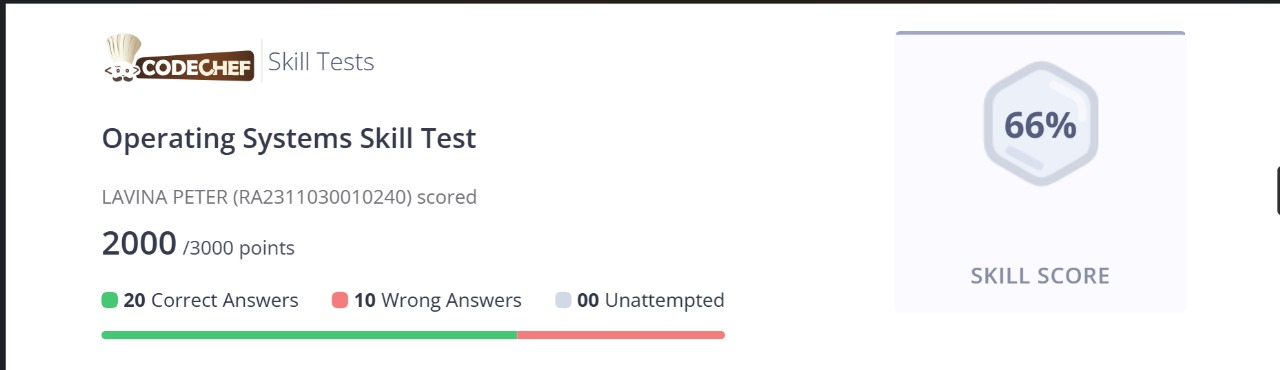 CODECHEF Skill Tests
Operating Systems Skill Test
LAVINA PETER (RA2311030010240) scored
2000 /3000 points
20 Correct Answers 10 Wrong Answers 00 Unattempted
66%
SKILL SCORE